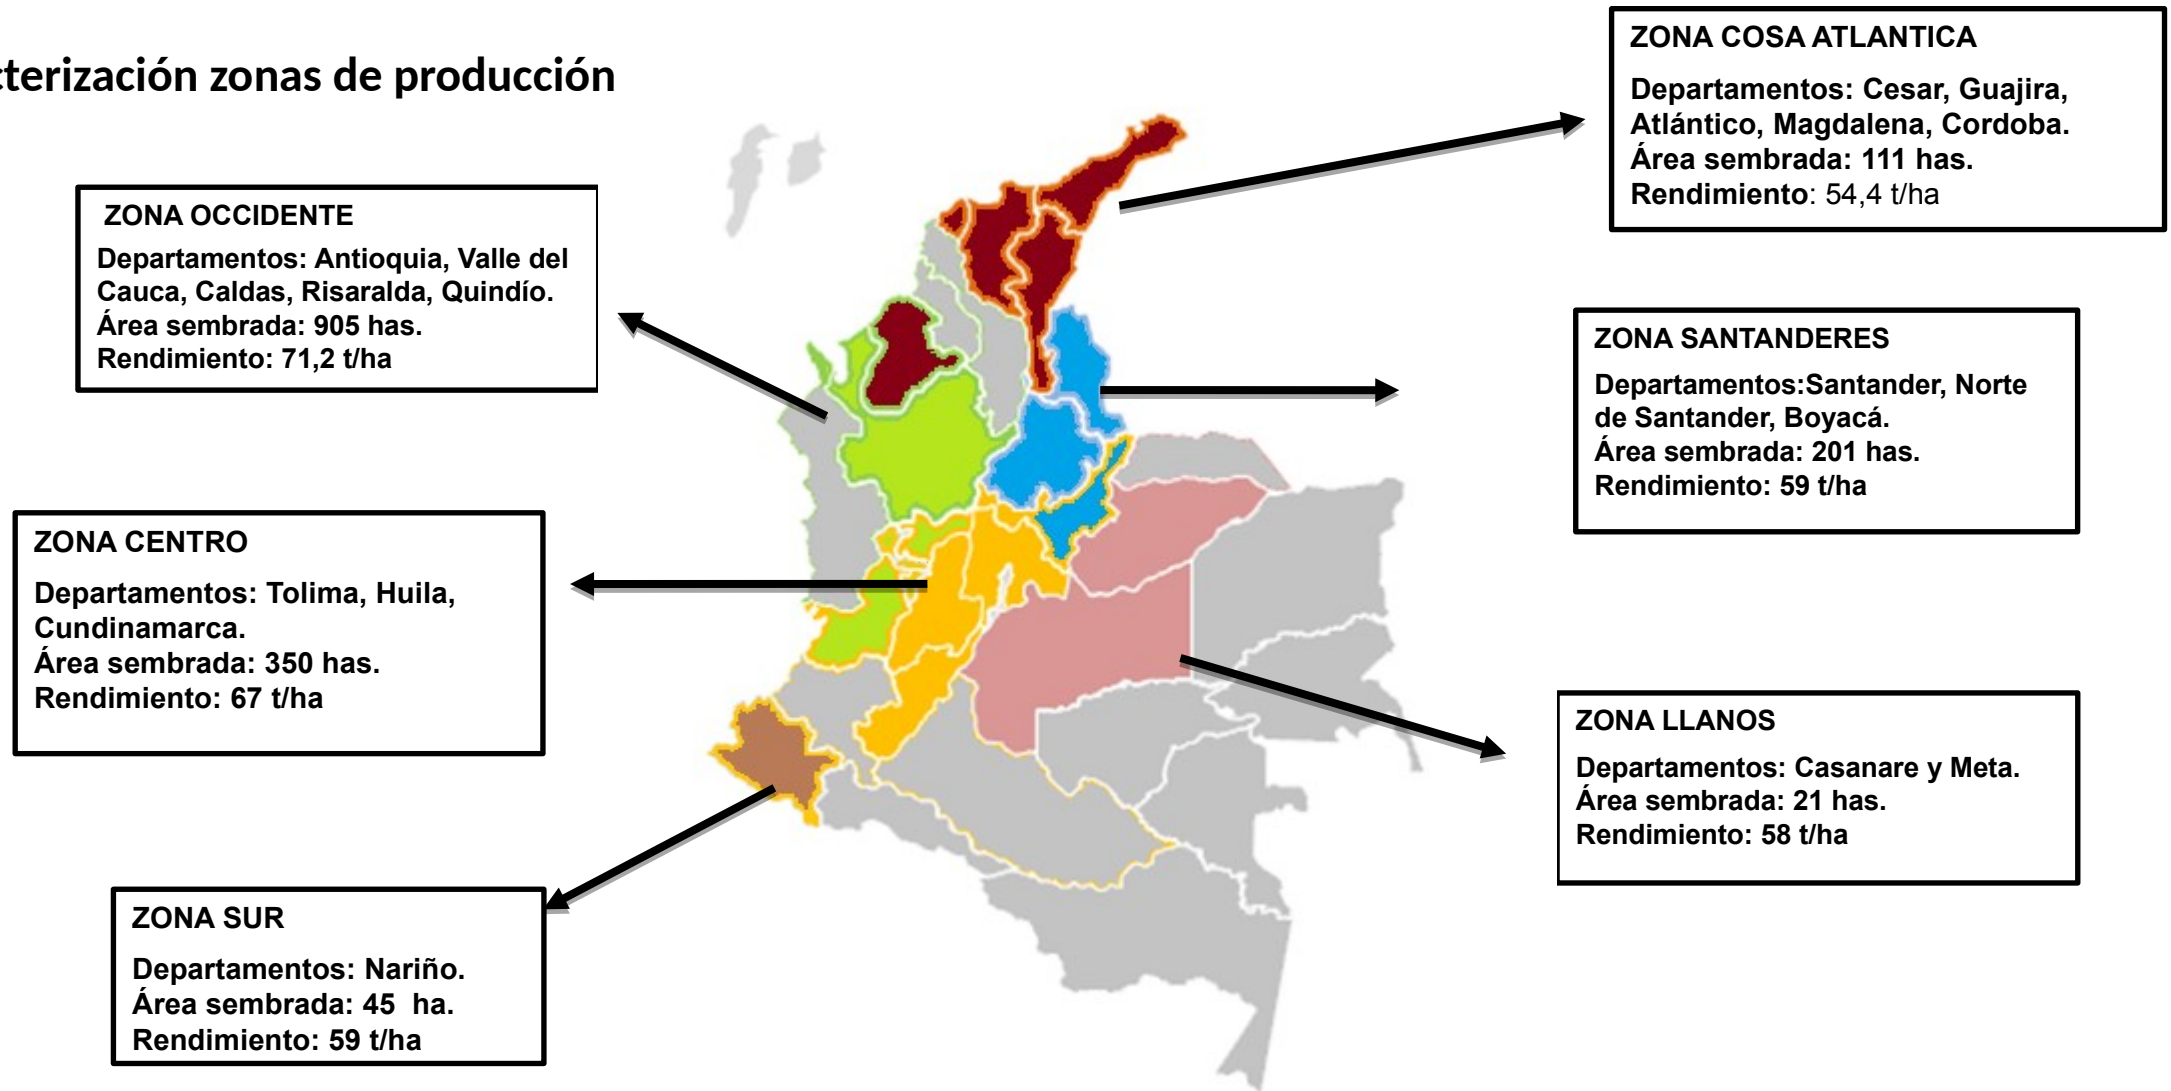 cterización zonas de producción
ZONA COSA ATLANTICA
Departamentos: Cesar, Guajira,
Atlántico, Magdalena, Cordoba.
Área sembrada: 111 has.
Rendimiento: 54,4 t/ha
ZONA OCCIDENTE
Departamentos: Antioquia, Valle del
Cauca, Caldas, Risaralda, Quindío.
Área sembrada: 905 has.
Rendimiento: 71,2 t/ha
ZONA SANTANDERES
Departamentos:Santander, Norte
de Santander, Boyacá.
Área sembrada: 201 has.
Rendimiento: 59 t/ha
ZONA CENTRO
Departamentos: Tolima, Huila,
Cundinamarca.
Área sembrada: 350 has.
Rendimiento: 67 t/ha
ZONA LLANOS
Departamentos: Casanare y Meta.
Área sembrada: 21 has.
Rendimiento: 58 t/ha
ZONA SUR
Departamentos: Nariño.
Área sembrada: 45 ha.
Rendimiento: 59 t/ha